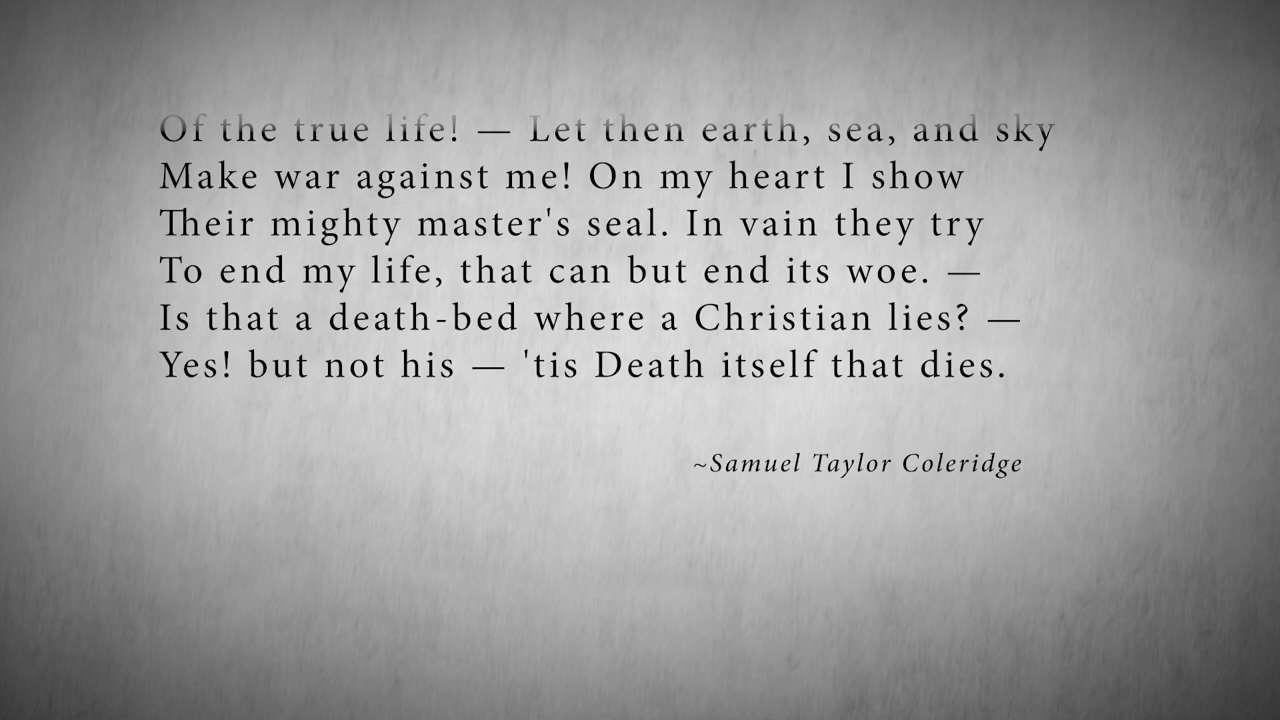 Of the true life! — Let then earth, sea, and sky
Make war against me! On my heart I show
Their mighty master's seal. In vain they try
To end my life, that can but end its woe. —
Is that a death-bed where a Christian lies? —
Yes! but not his — 'tis Death itself that dies.
~Samuel Taylor Coleridge